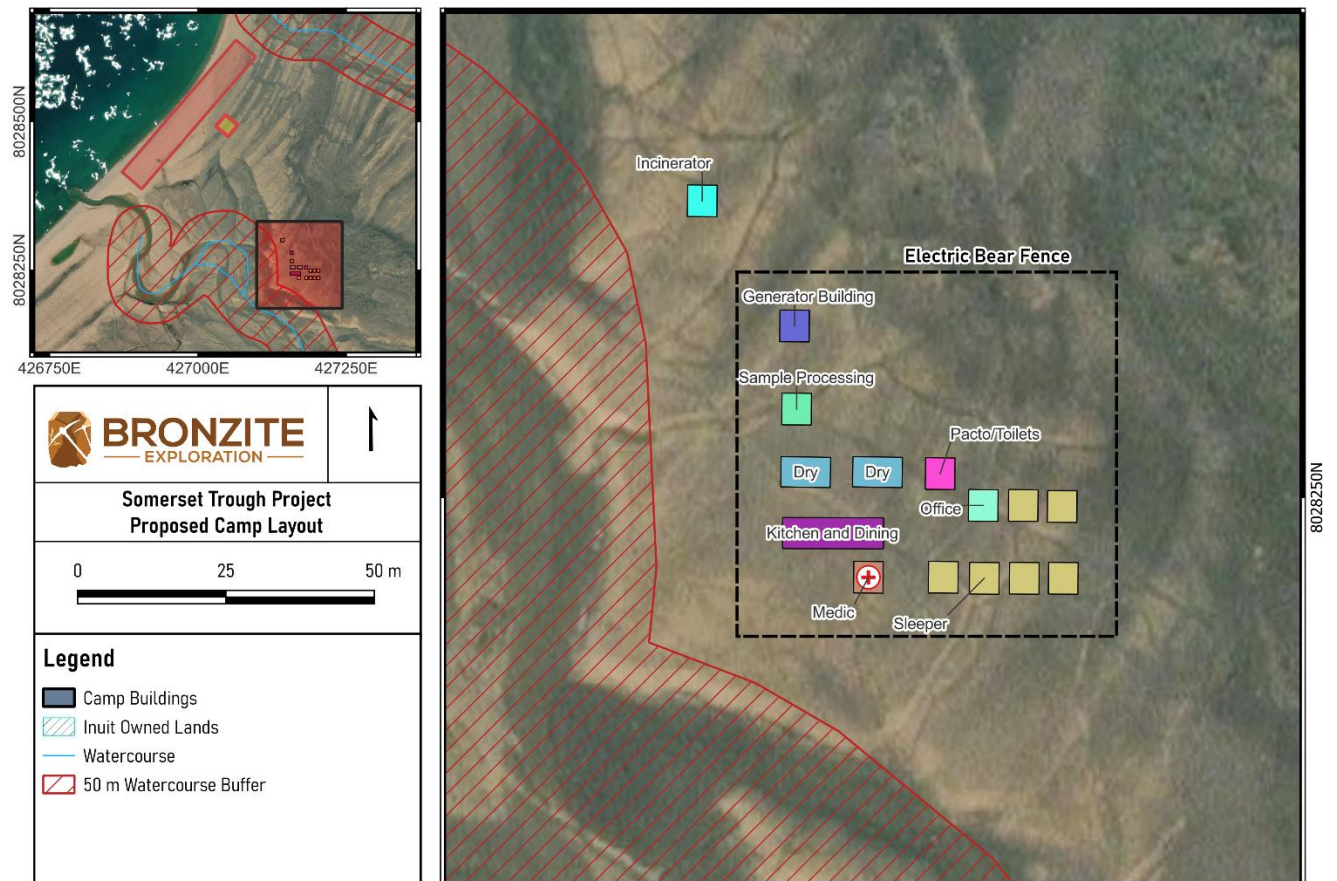 8028500N
8028250N
426750E
427000E
427250E
BRONZITE
EXPLORATION
Somerset Trough Project
Proposed Camp Layout
0
25
50 m
Legend
Camp Buildings
Inuit Owned Lands
Watercourse
50 m Watercourse Buffer
Incinerator
Electric Bear Fence
Generator Building
Sample Processing
Pacto/Toilets
Dry
Dry
Office
Kitchen and Dining
Medic
Sleeper
8028250N